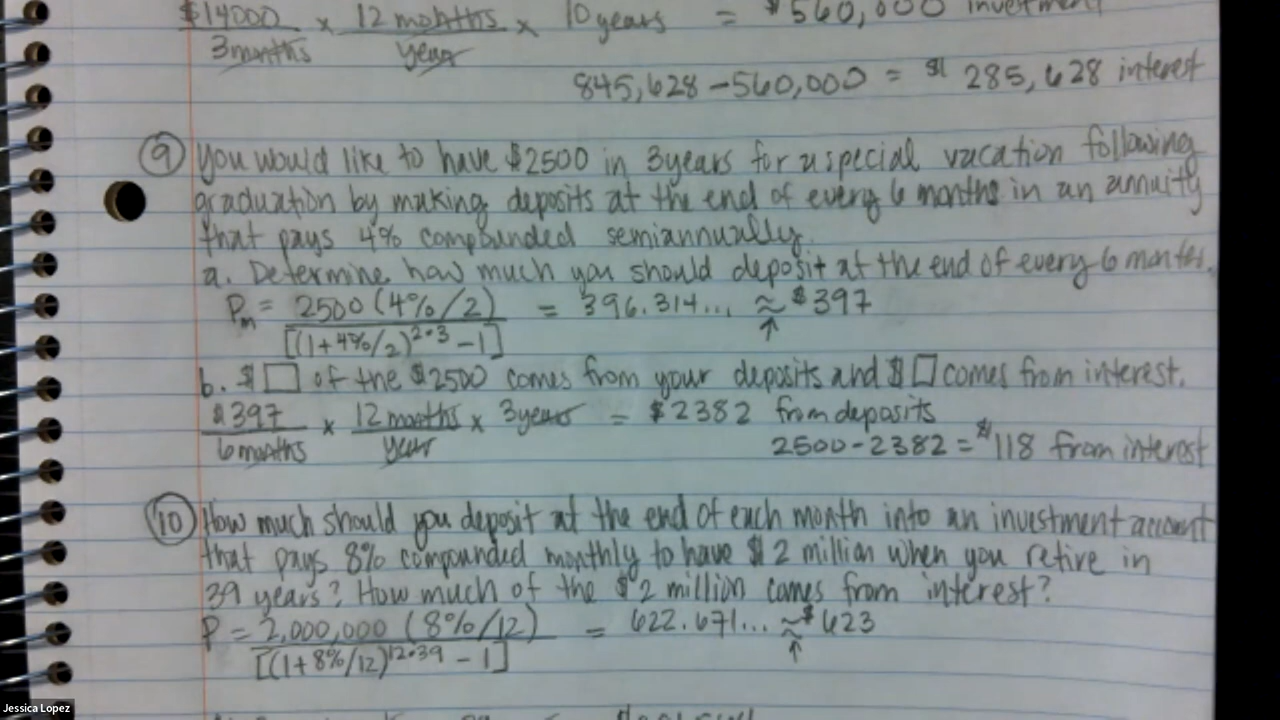 $14000 / 3 months × 12 months / year × 10 years = $560,000 investment
845,628 - 560,000 = $ 285,628 interest
⑨ You would like to have $2500 in 3 years for a special vacation following
graduation by making deposits at the end of every 6 months in an annuity
that pays 4% compounded semiannually.
a. Determine how much you should deposit at the end of every 6 months.
Pm = 2500 (4%/2) / [(1+4%/2)^2·3 - 1] = 396.314... ≈ $397
↑
b. $ □ of the $2500 comes from your deposits and $ □ comes from interest.
$397 / 6 months × 12 months / year × 3 years = $2382 from deposits
2500 - 2382 = $118 from interest
⑩ How much should you deposit at the end of each month into an investment account
that pays 8% compounded monthly to have $2 million when you retire in
39 years? How much of the $2 million comes from interest?
P = 2,000,000 (8%/12) / [(1+8%/12)^12·39 - 1] = 622.671... ≈ $623
↑
Jessica Lopez